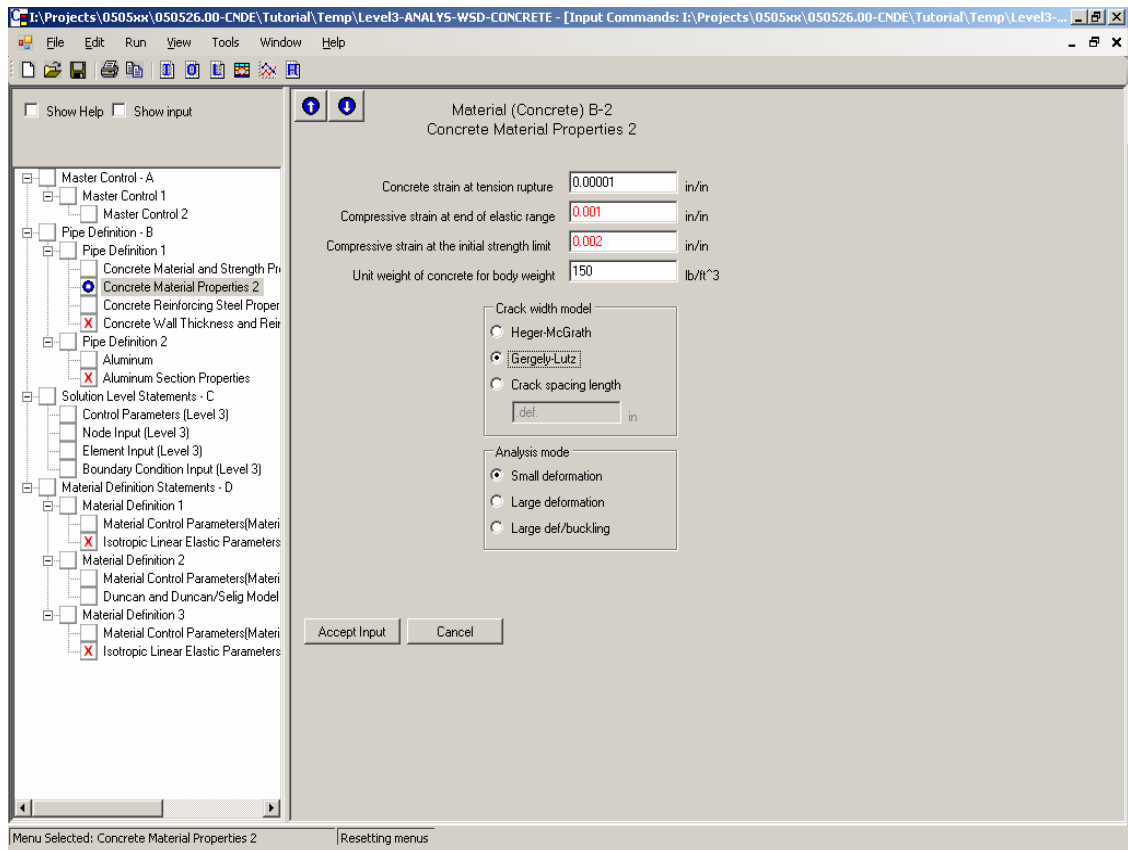 I:\Projects\0505xx\050526.00-CNDE\Tutorial\Temp\Level3-ANALYS-WSD-CONCRETE - [Input Commands: I:\Projects\0505xx\050526.00-CNDE\Tutorial\Temp\Level3-...
File Edit Run View Tools Window Help
Show Help Show input
Master Control - A
Master Control 1
Master Control 2
Pipe Definition - B
Pipe Definition 1
Concrete Material and Strength Pr
Concrete Material Properties 2
Concrete Reinforcing Steel Proper
Concrete Wall Thickness and Rein
Pipe Definition 2
Aluminum
Aluminum Section Properties
Solution Level Statements - C
Control Parameters (Level 3)
Node Input (Level 3)
Element Input (Level 3)
Boundary Condition Input (Level 3)
Material Definition Statements - D
Material Definition 1
Material Control Parameters(Materi
Isotropic Linear Elastic Parameters
Material Definition 2
Material Control Parameters(Materi
Duncan and Duncan/Selig Model
Material Definition 3
Material Control Parameters(Materi
Isotropic Linear Elastic Parameters
Material (Concrete) B-2
Concrete Material Properties 2
Concrete strain at tension rupture 0.00001 in/in
Compressive strain at end of elastic range 0.001 in/in
Compressive strain at the initial strength limit 0.002 in/in
Unit weight of concrete for body weight 150 lb/ft^3
Crack width model
Heger-McGrath
Gergely-Lutz
Crack spacing length
.def. in
Analysis mode
Small deformation
Large deformation
Large def/buckling
Accept Input Cancel
Menu Selected: Concrete Material Properties 2 Resetting menus